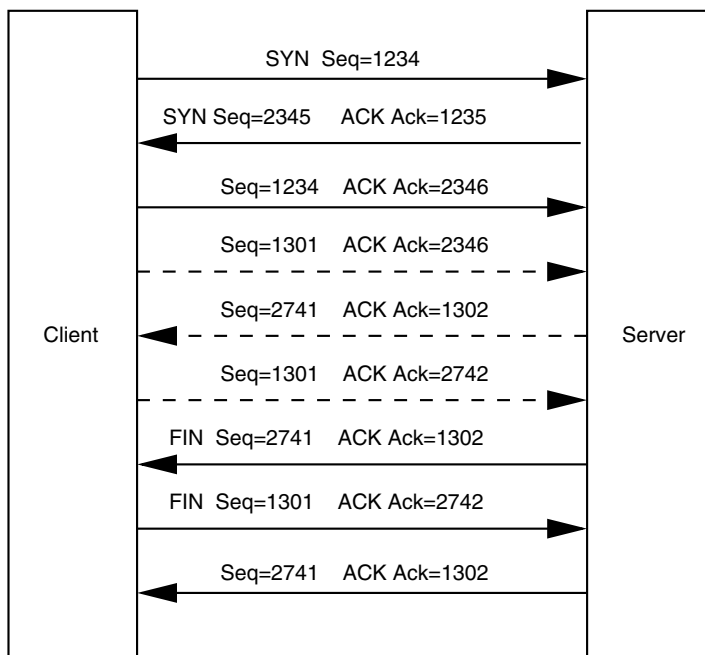 SYN Seq=1234
SYN Seq=2345 ACK Ack=1235
Seq=1234 ACK Ack=2346
Seq=1301 ACK Ack=2346
Seq=2741 ACK Ack=1302
Client
Server
Seq=1301 ACK Ack=2742
FIN Seq=2741 ACK Ack=1302
FIN Seq=1301 ACK Ack=2742
Seq=2741 ACK Ack=1302